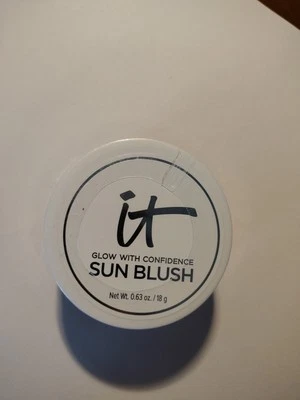 it
GLOW WITH CONFIDENCE
SUN BLUSH
Net Wt. 0.63 oz. / 18 g